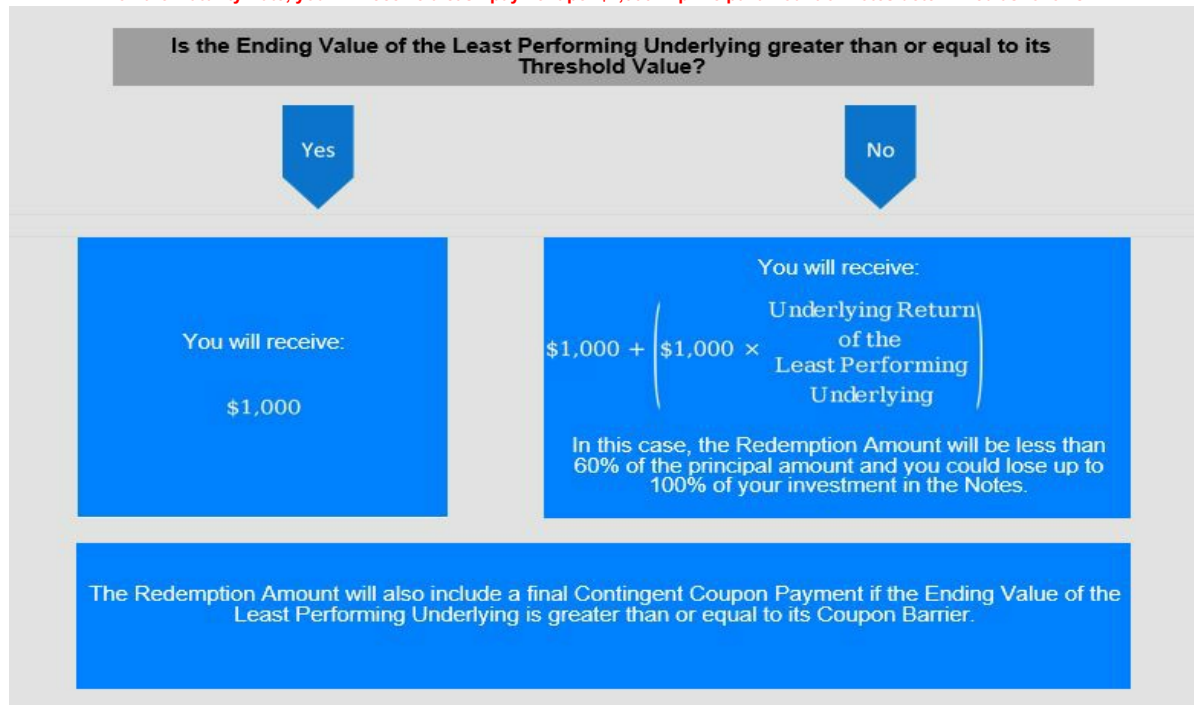 Is the Ending Value of the Least Performing Underlying greater than or equal to its
Threshold Value?
Yes
No
You will receive:
$1,000
You will receive:
$1,000 + ($1,000 × Underlying Return
of the
Least Performing
Underlying)
In this case, the Redemption Amount will be less than
60% of the principal amount and you could lose up to
100% of your investment in the Notes.
The Redemption Amount will also include a final Contingent Coupon Payment if the Ending Value of the
Least Performing Underlying is greater than or equal to its Coupon Barrier.